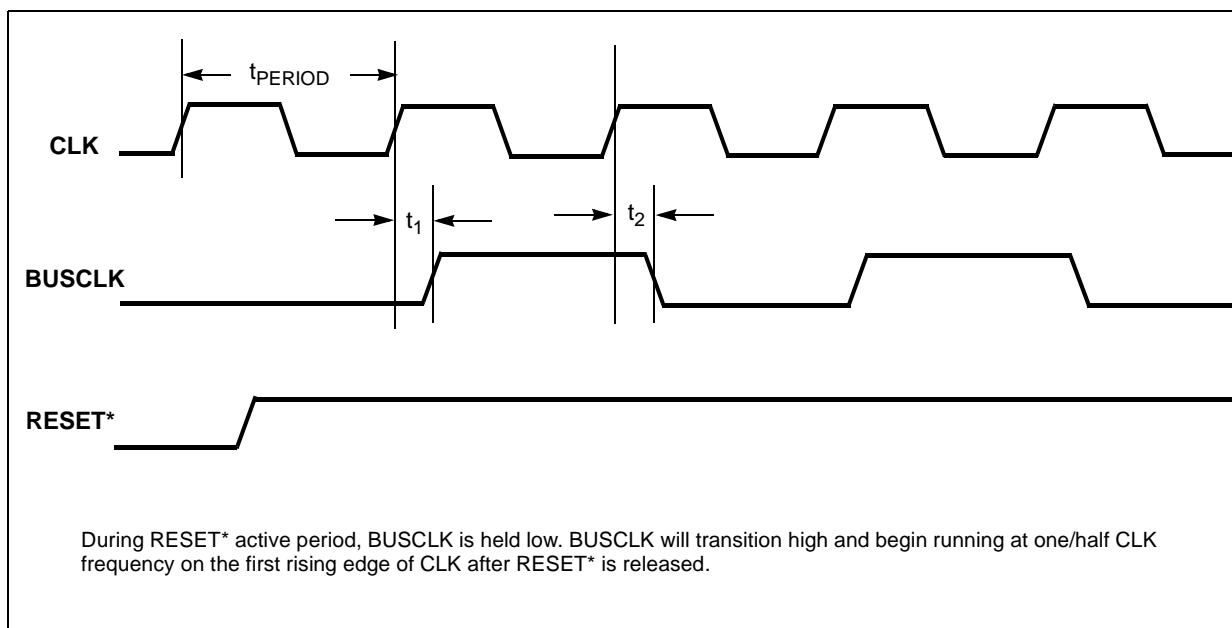 tPERIOD
CLK
t1
t2
BUSCLK
RESET*
During RESET* active period, BUSCLK is held low. BUSCLK will transition high and begin running at one/half CLK
frequency on the first rising edge of CLK after RESET* is released.